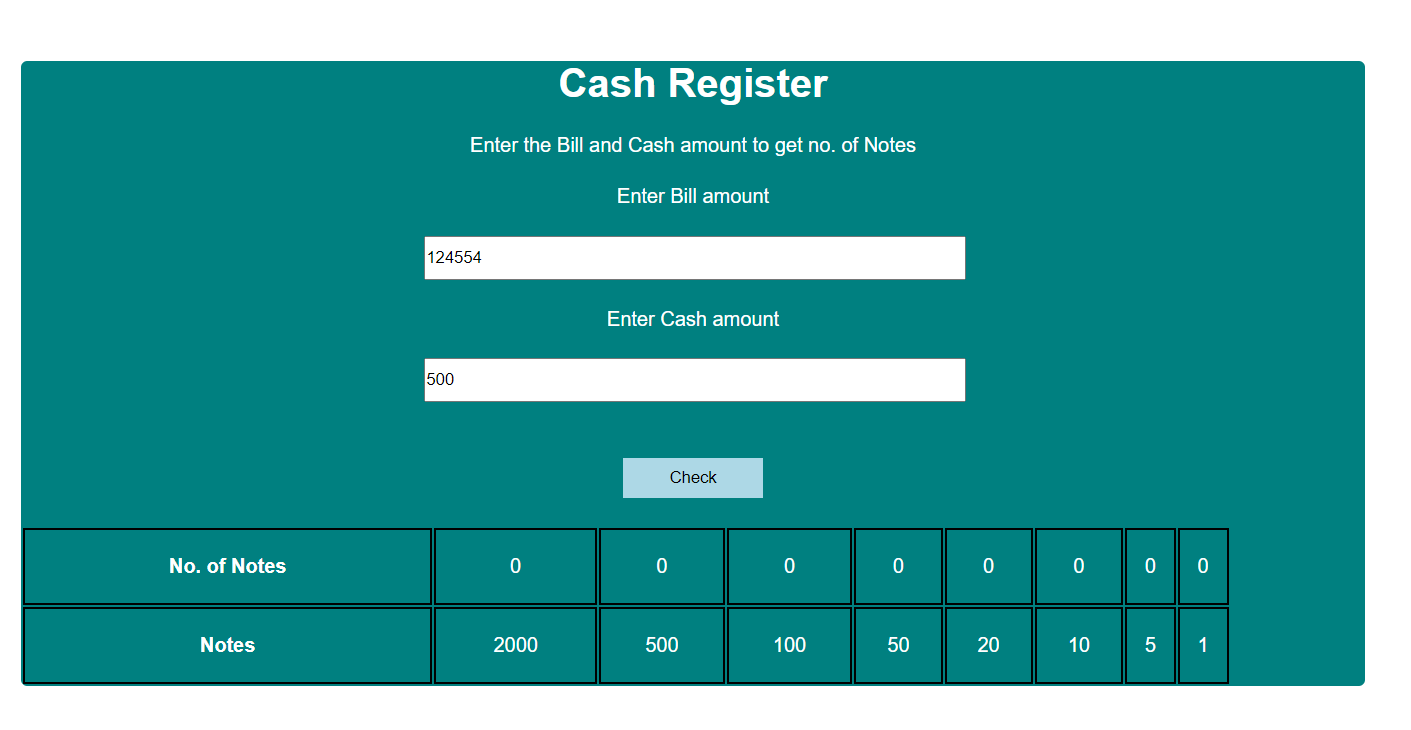 Cash Register
Enter the Bill and Cash amount to get no. of Notes
Enter Bill amount
124554
Enter Cash amount
500
Check
No. of Notes 0 0 0 0 0 0 0 0
Notes 2000 500 100 50 20 10 5 1